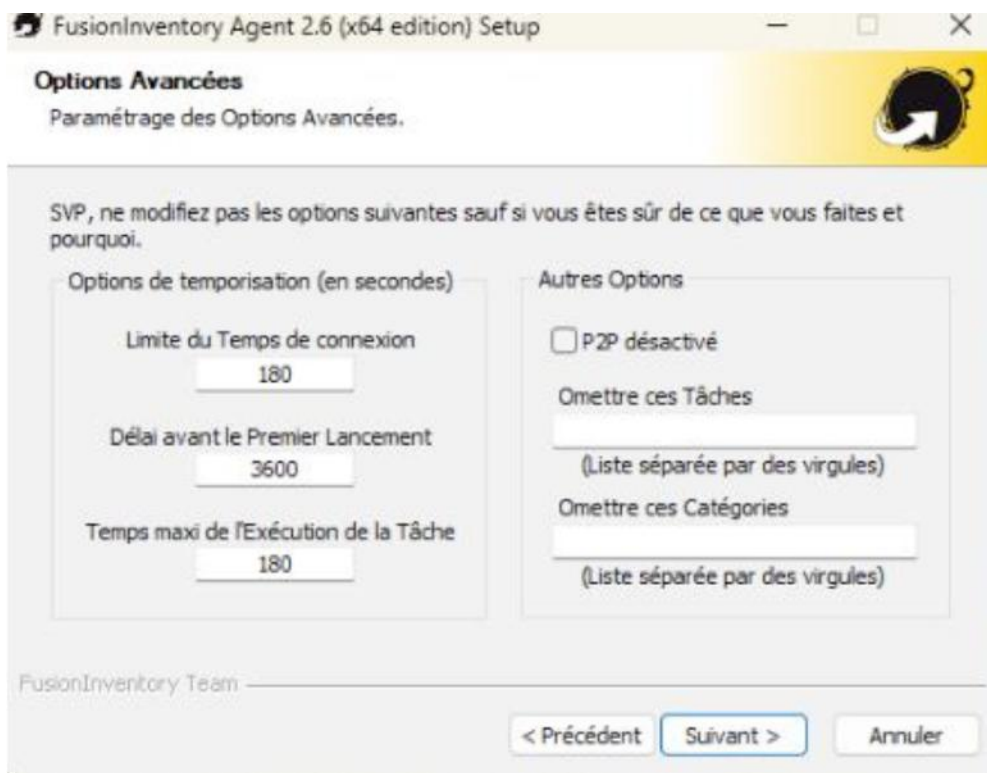 FusionInventory Agent 2.6 (x64 edition) Setup
Options Avancées
Paramétrage des Options Avancées.
SVP, ne modifiez pas les options suivantes sauf si vous êtes sûr de ce que vous faites et
pourquoi.
Options de temporisation (en secondes)
Limite du Temps de connexion
180
Délai avant le Premier Lancement
3600
Temps maxi de l'Exécution de la Tâche
180
Autres Options
P2P désactivé
Omettre ces Tâches
(Liste séparée par des virgules)
Omettre ces Catégories
(Liste séparée par des virgules)
FusionInventory Team
< Précédent
Suivant >
Annuler